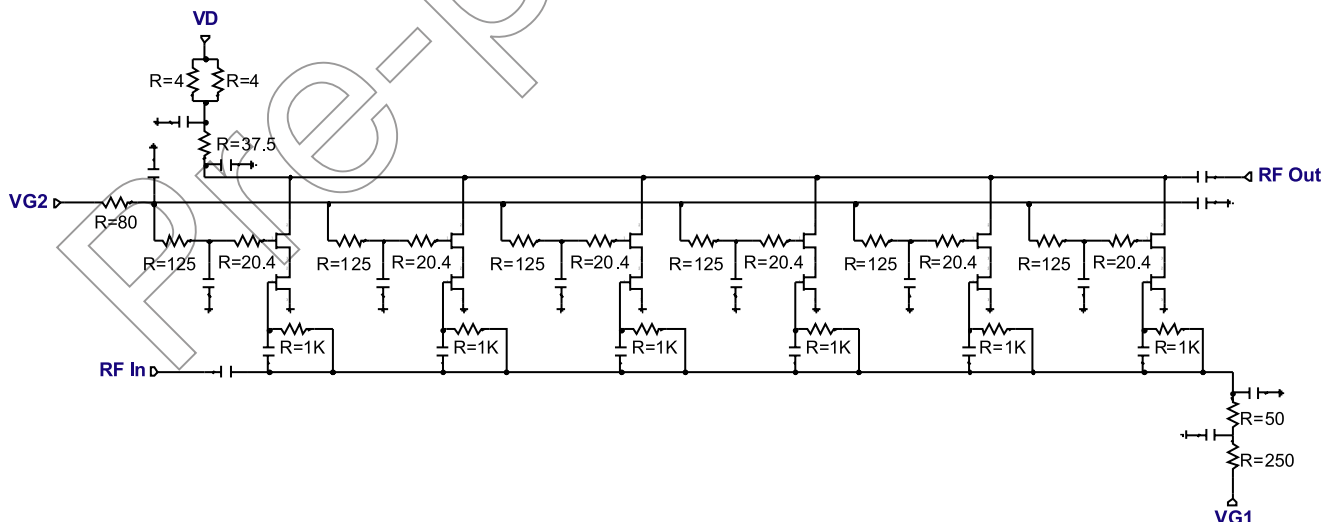 Pre-p
VD
R=4 R=4
R=37.5
RF Out
VG2
R=80
R=125 R=20.4 R=125 R=20.4 R=125 R=20.4 R=125 R=20.4 R=125 R=20.4 R=125 R=20.4
R=1K R=1K R=1K R=1K R=1K R=1K
RF In
R=50
R=250
VG1